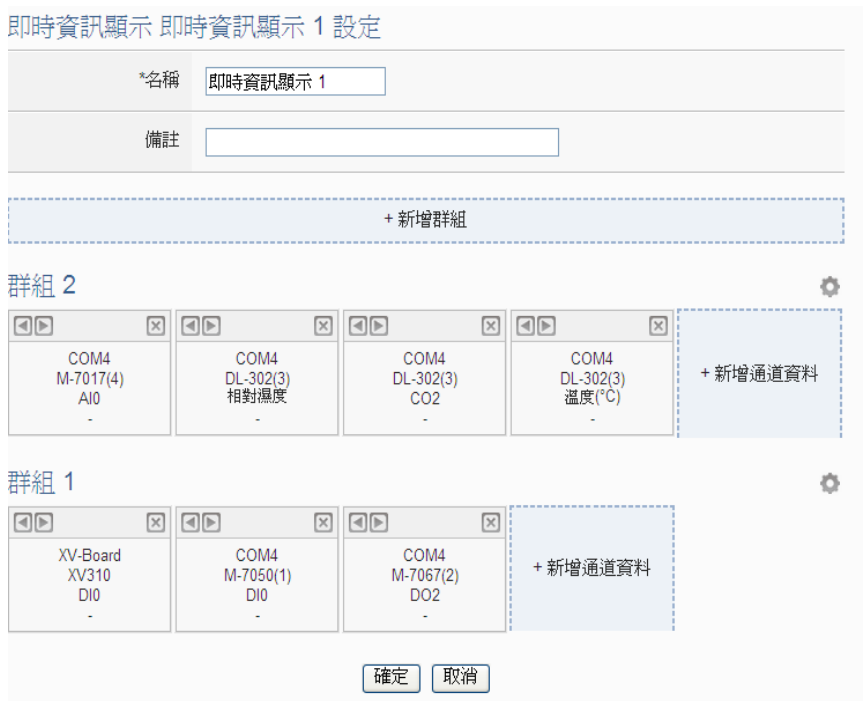 即時資訊顯示 即時資訊顯示 1 設定
*名稱
即時資訊顯示 1
備註
+ 新增群組
群組 2
COM4
M-7017(4)
AI0
-
COM4
DL-302(3)
相對濕度
-
COM4
DL-302(3)
CO2
-
COM4
DL-302(3)
溫度(°C)
-
+ 新增通道資料
群組 1
XV-Board
XV310
DI0
-
COM4
M-7050(1)
DI0
-
COM4
M-7067(2)
DO2
-
+ 新增通道資料
確定
取消